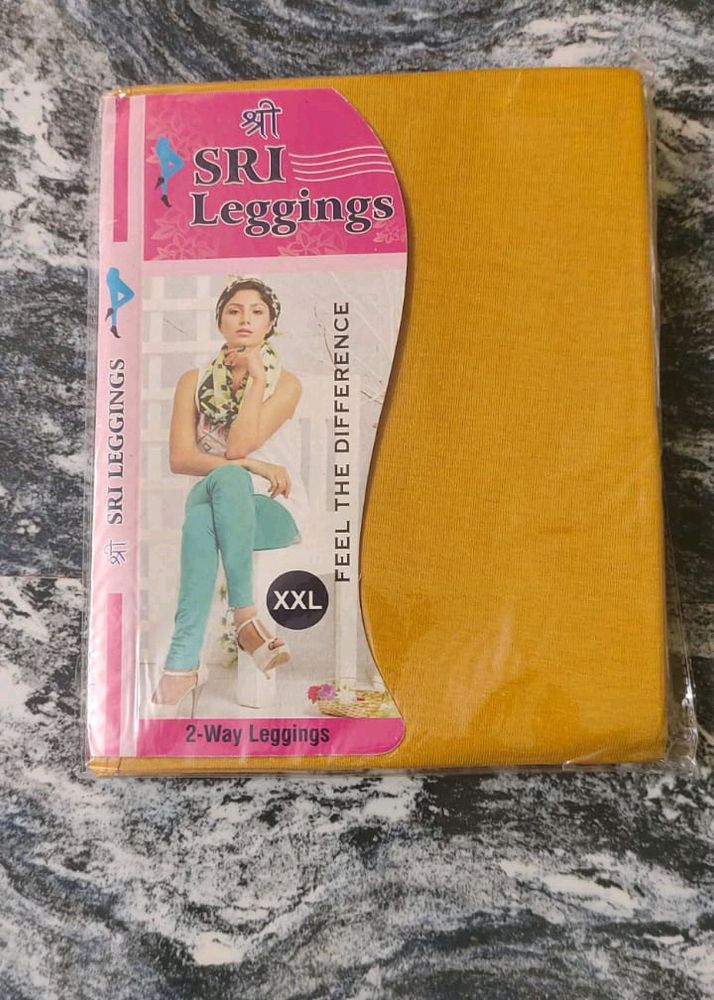 श्री
SRI
Leggings
श्री SRI LEGGINGS
FEEL THE DIFFERENCE
XXL
2-Way Leggings